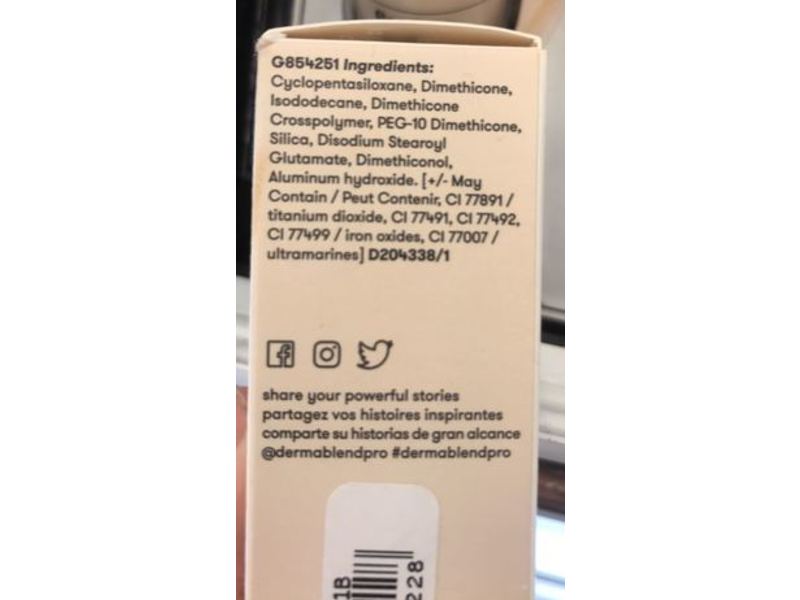 G854251 Ingredients:
Cyclopentasiloxane, Dimethicone,
Isododecane, Dimethicone
Crosspolymer, PEG-10 Dimethicone,
Silica, Disodium Stearoyl
Glutamate, Dimethiconol,
Aluminum hydroxide. [+/- May
Contain / Peut Contenir, CI 77891 /
titanium dioxide, CI 77491, CI 77492,
CI 77499 / iron oxides, CI 77007 /
ultramarines] D204338/1
share your powerful stories
partagez vos histoires inspirantes
comparte su historias de gran alcance
@dermablendpro #dermablendpro
1B
228